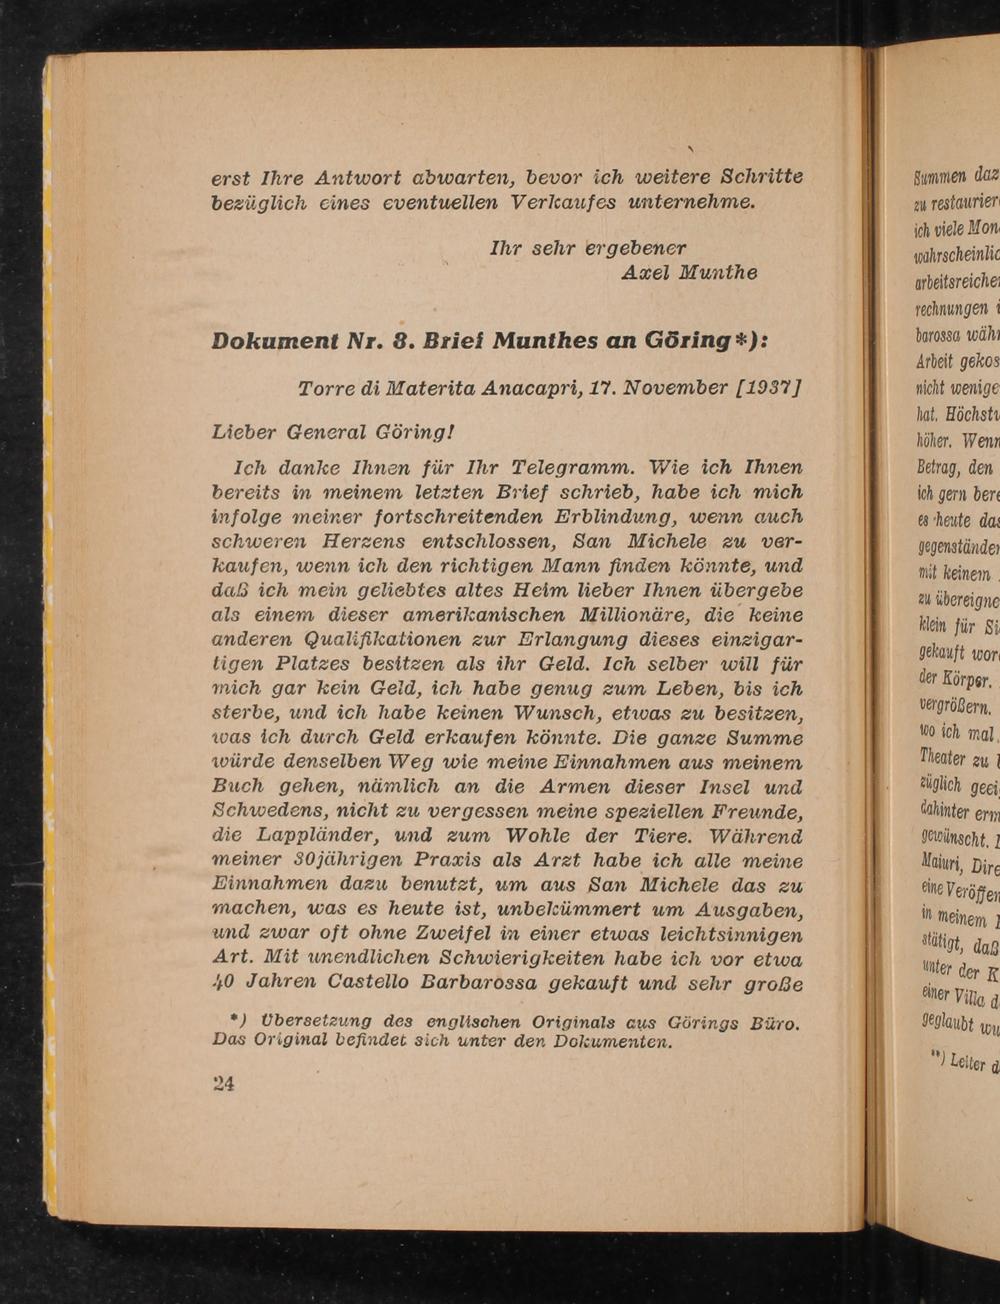 erst Ihre Antwort abwarten, bevor ich weitere Schritte
bezüglich eines eventuellen Verkaufes unternehme.
Ihr sehr ergebener
Axel Munthe
Dokument Nr. 8. Brief Munthes an Göring*):
Torre di Materita Anacapri, 17. November [1937]
Lieber General Göring!
Ich danke Ihnen für Ihr Telegramm. Wie ich Ihnen
bereits in meinem letzten Brief schrieb, habe ich mich
infolge meiner fortschreitenden Erblindung, wenn auch
schweren Herzens entschlossen, San Michele zu ver-
kaufen, wenn ich den richtigen Mann finden könnte, und
daß ich mein geliebtes altes Heim lieber Ihnen übergebe
als einem dieser amerikanischen Millionäre, die keine
anderen Qualifikationen zur Erlangung dieses einzigar-
tigen Platzes besitzen als ihr Geld. Ich selber will für
mich gar kein Geld, ich habe genug zum Leben, bis ich
sterbe, und ich habe keinen Wunsch, etwas zu besitzen,
was ich durch Geld erkaufen könnte. Die ganze Summe
würde denselben Weg wie meine Einnahmen aus meinem
Buch gehen, nämlich an die Armen dieser Insel und
Schwedens, nicht zu vergessen meine speziellen Freunde,
die Lappländer, und zum Wohle der Tiere. Während
meiner 30jährigen Praxis als Arzt habe ich alle meine
Einnahmen dazu benutzt, um aus San Michele das zu
machen, was es heute ist, unbekümmert um Ausgaben,
und zwar oft ohne Zweifel in einer etwas leichtsinnigen
Art. Mit unendlichen Schwierigkeiten habe ich vor etwa
40 Jahren Castello Barbarossa gekauft und sehr große
*) Übersetzung des englischen Originals aus Görings Büro.
Das Original befindet sich unter den Dokumenten.
24
Summen daz
zu restaurier
ich viele Mon
wahrscheinlic
arbeitsreiche
rechnungen
barossa wäh
Arbeit gekos
nicht wenige
hat. Höchst
höher. Wenn
Betrag, den
ich gern bere
es heute das
gegenstände
mit keinem
zu übereigne
klein für Si
gekauft wor
der Körper.
vergrößern.
wo ich mal
Theater zu
züglich geei
dahinter erm
gewünscht.
Maiuri, Dire
eine Veröffen
in meinem
stätigt, daß
unter der K
einer Villa d
geglaubt wu
**) Leiter d